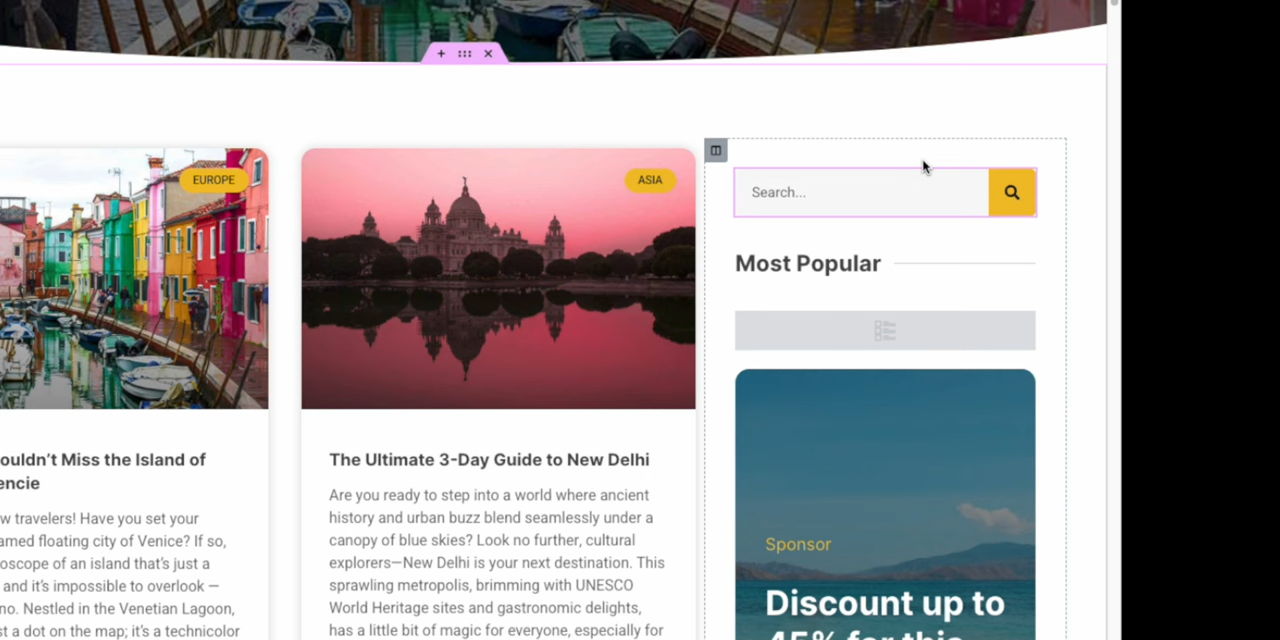 EUROPE
ouldn't Miss the Island of
encie
w travelers! Have you set your
amed floating city of Venice? If so,
oscope of an island that's just a
and it's impossible to overlook —
no. Nestled in the Venetian Lagoon,
st a dot on the map; it's a technicolor
ASIA
The Ultimate 3-Day Guide to New Delhi
Are you ready to step into a world where ancient
history and urban buzz blend seamlessly under a
canopy of blue skies? Look no further, cultural
explorers—New Delhi is your next destination. This
sprawling metropolis, brimming with UNESCO
World Heritage sites and gastronomic delights,
has a little bit of magic for everyone, especially for
Search...
Most Popular
Sponsor
Discount up to
45% for this